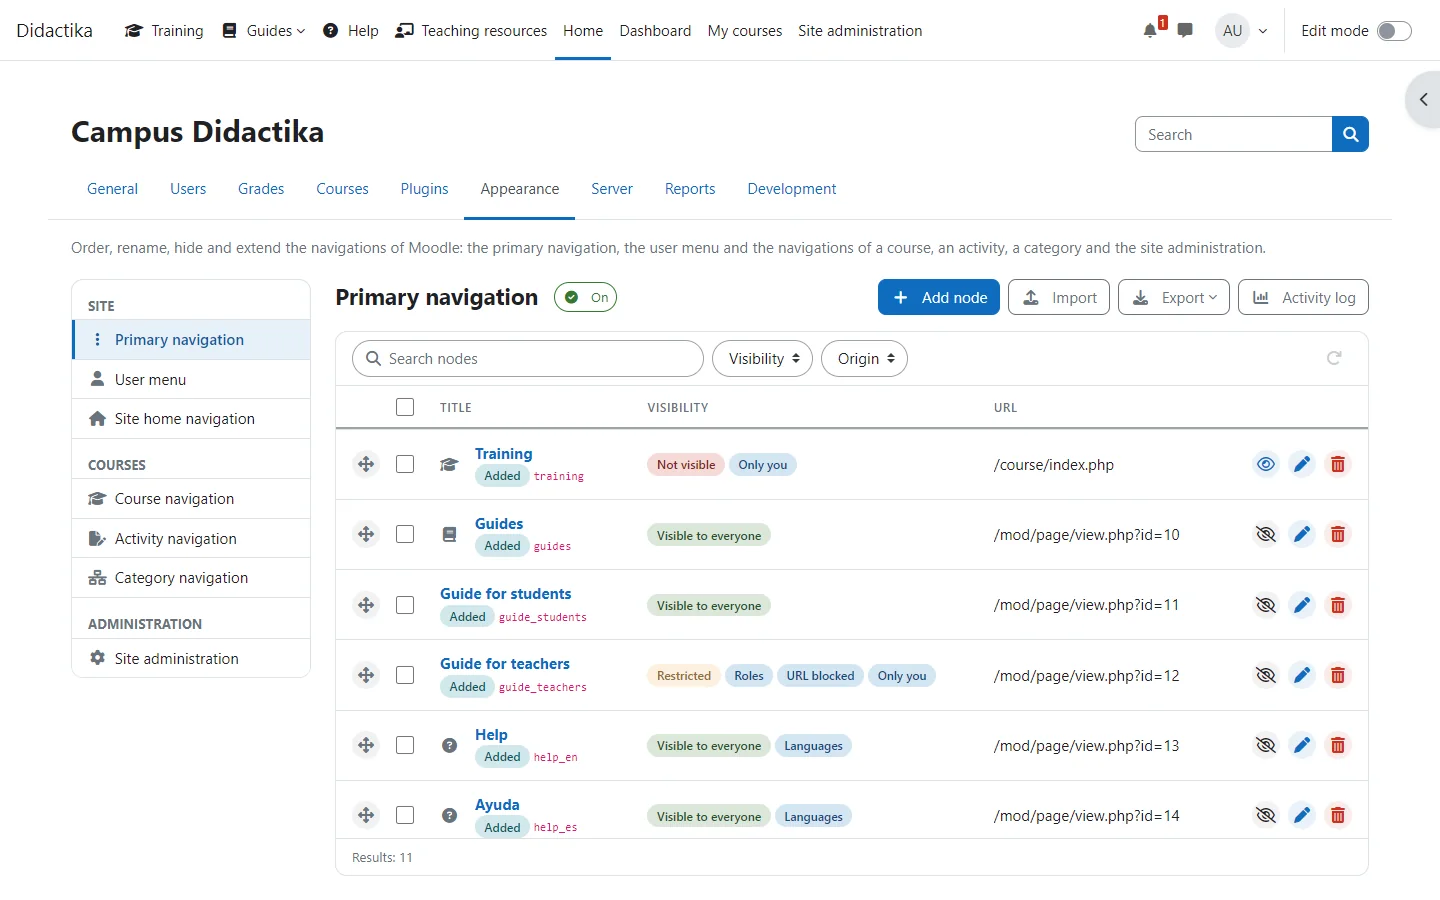 Didactika Training Guides Help Teaching resources Home Dashboard My courses Site administration 1 AU Edit mode
Campus Didactika
Search
General Users Grades Courses Plugins Appearance Server Reports Development
Order, rename, hide and extend the navigations of Moodle: the primary navigation, the user menu and the navigations of a course, an activity, a category and the site administration.
SITE
Primary navigation
User menu
Site home navigation
COURSES
Course navigation
Activity navigation
Category navigation
ADMINISTRATION
Site administration
Primary navigation On Add node Import Export Activity log
Search nodes Visibility Origin
TITLE VISIBILITY URL
Training
Added training Not visible Only you /course/index.php
Guides
Added guides Visible to everyone /mod/page/view.php?id=10
Guide for students
Added guide_students Visible to everyone /mod/page/view.php?id=11
Guide for teachers
Added guide_teachers Restricted Roles URL blocked Only you /mod/page/view.php?id=12
Help
Added help_en Visible to everyone Languages /mod/page/view.php?id=13
Ayuda
Added help_es Visible to everyone Languages /mod/page/view.php?id=14
Results: 11